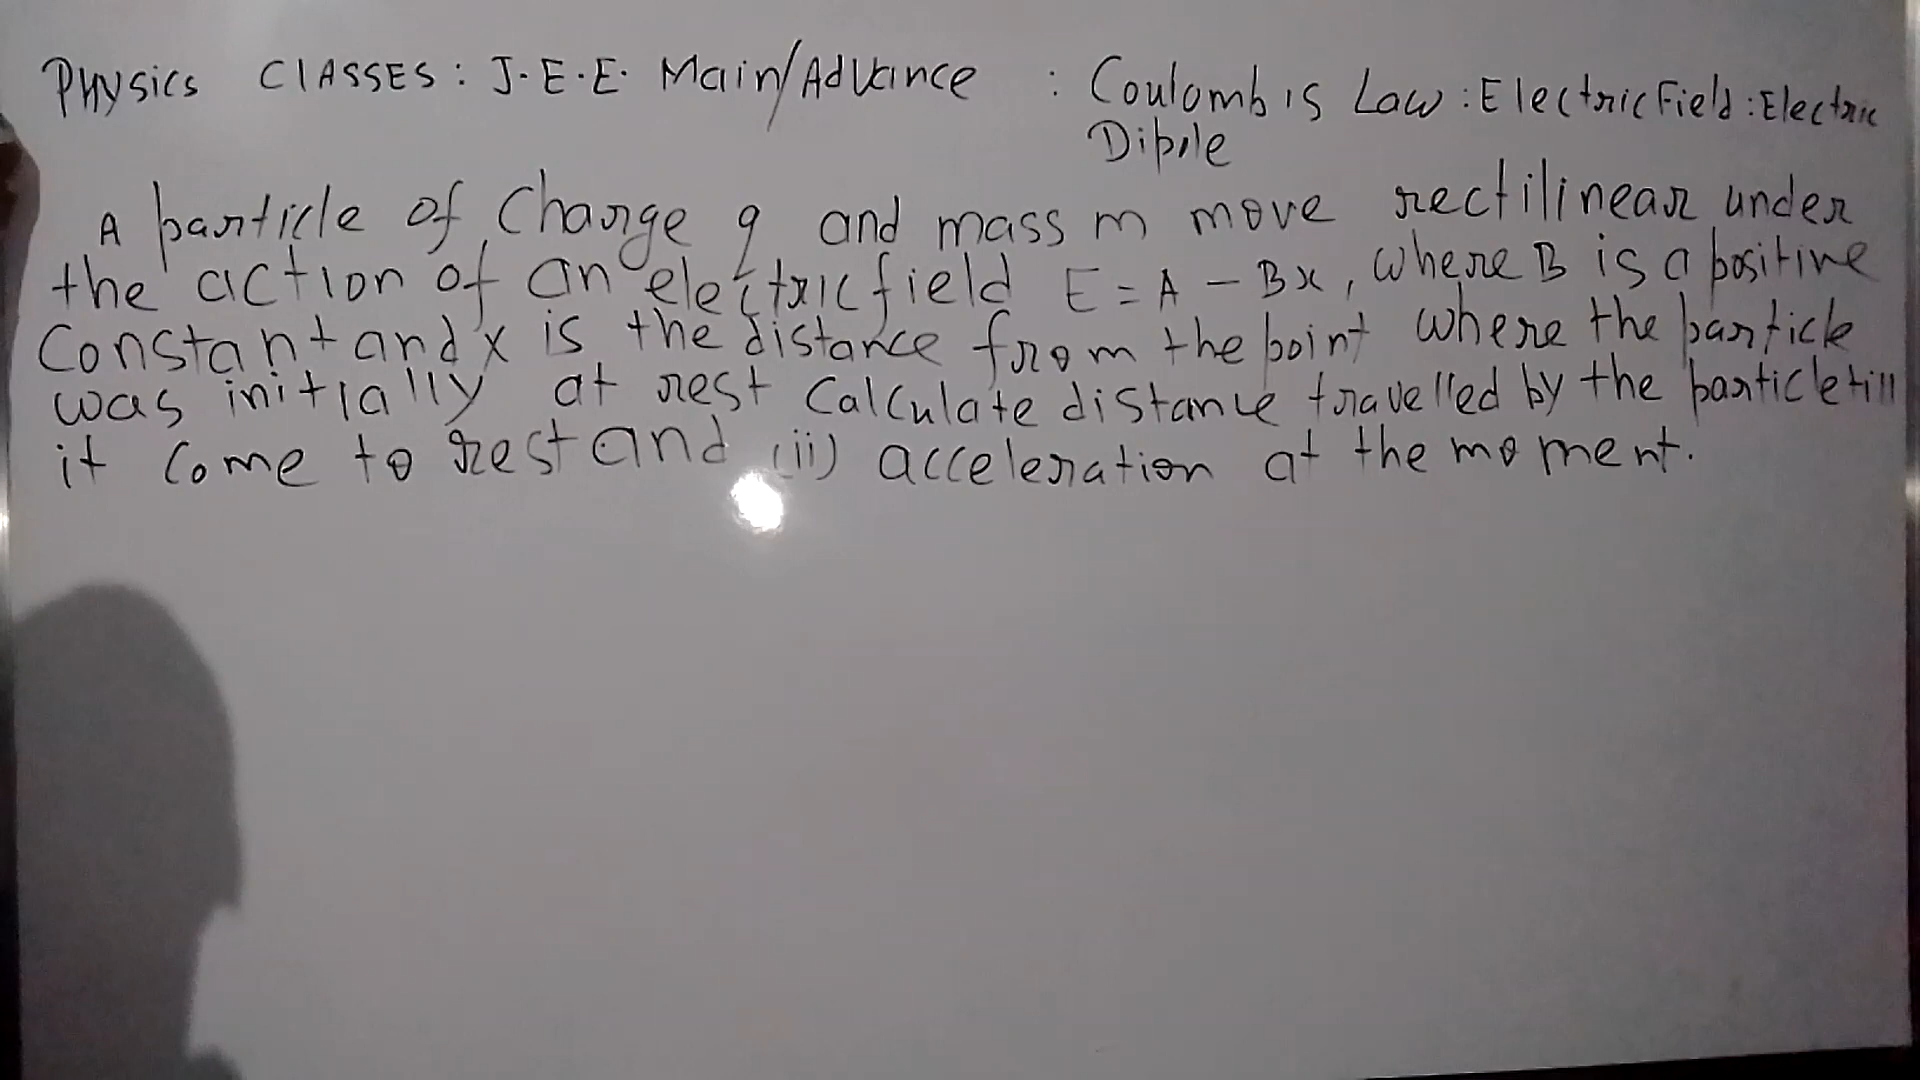 Physics CLASSES: J.E.E. Main/Advance : Coulomb's Law : Electric Field : Electric
Dipole
A particle of charge q and mass m move rectilinear under
the action of an electric field E = A - Bx, where B is a positive
Constant and x is the distance from the point where the particle
was initially at rest Calculate distance travelled by the particle till
it come to rest and (ii) acceleration at the moment.